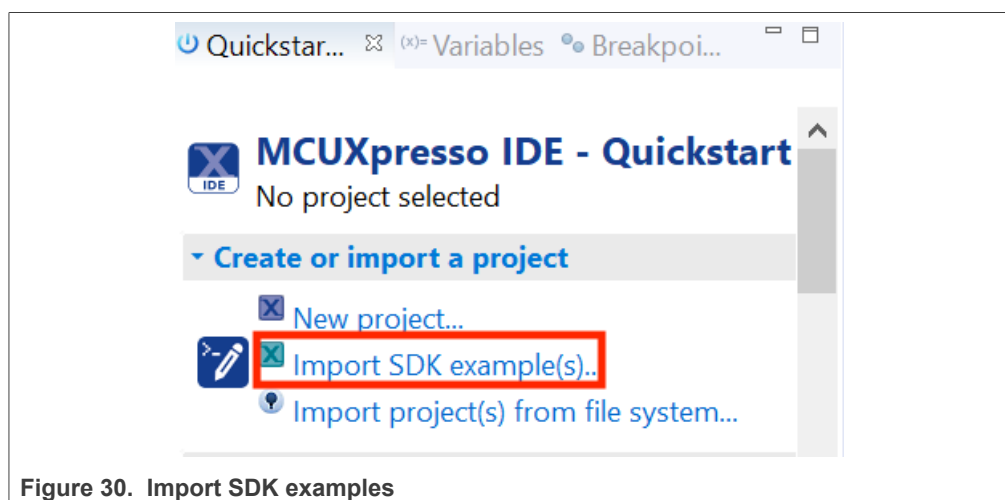 Quickstar... (x)= Variables Breakpoi...
MCUXpresso IDE - Quickstart
IDE
No project selected
Create or import a project
New project...
Import SDK example(s)..
Import project(s) from file system...
Figure 30. Import SDK examples